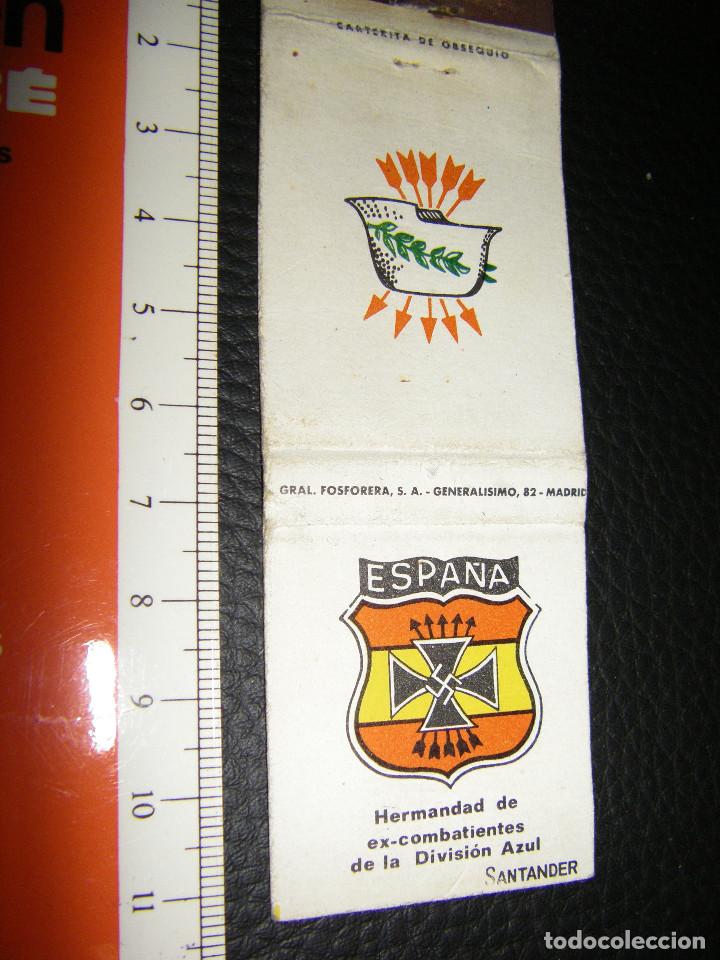 n
É
s
2
3
4
5
6
7
8
9
10
11
CARTERITA DE OBSEQUIO
GRAL. FOSFORERA, S. A. - GENERALISIMO, 82 - MADRID
ESPAÑA
Hermandad de
ex-combatientes
de la División Azul
SANTANDER
todocoleccion